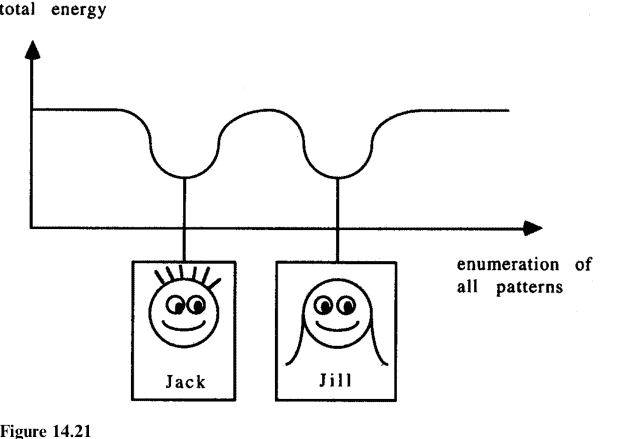 total energy
enumeration of
all patterns
Jack
Jill
Figure 14.21